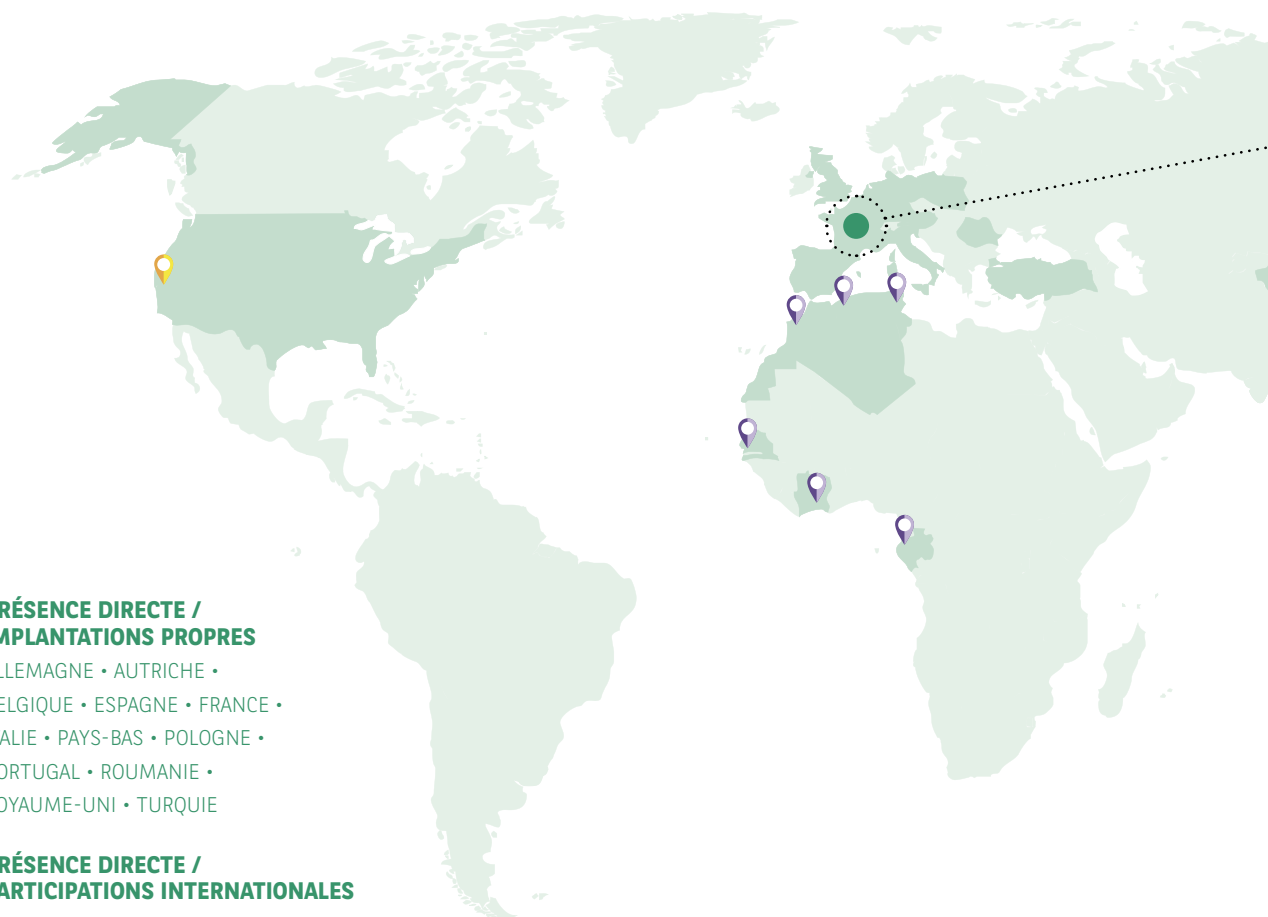 RÉSENCE DIRECTE /
MPLANTATIONS PROPRES
LLEMAGNE • AUTRICHE •
ELGIQUE • ESPAGNE • FRANCE •
ALIE • PAYS-BAS • POLOGNE •
ORTUGAL • ROUMANIE •
OYAUME-UNI • TURQUIE
RÉSENCE DIRECTE /
ARTICIPATIONS INTERNATIONALES